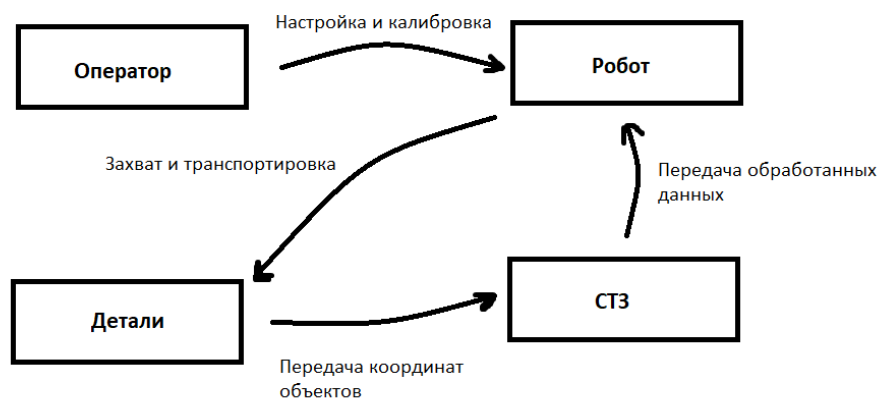 Настройка и калибровка
Оператор
Робот
Захват и транспортировка
Передача обработанных
данных
Детали
СТЗ
Передача координат
объектов